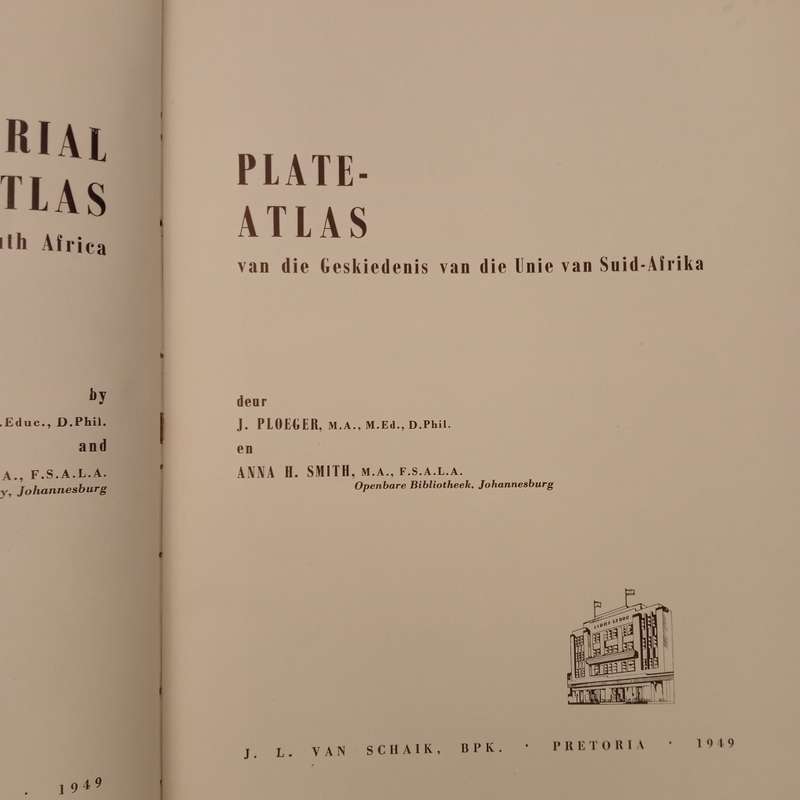 RIAL
TLAS
uth Africa
by
.Educ., D.Phil.
and
A., F.S.A.L.A.
y, Johannesburg
. 1949
PLATE-
ATLAS
van die Geskiedenis van die Unie van Suid-Afrika
deur
J. PLOEGER, M.A., M.Ed., D.Phil.
en
ANNA H. SMITH, M.A., F.S.A.L.A.
Openbare Bibliotheek, Johannesburg
J. L. VAN SCHAIK, BPK. · PRETORIA · 1949